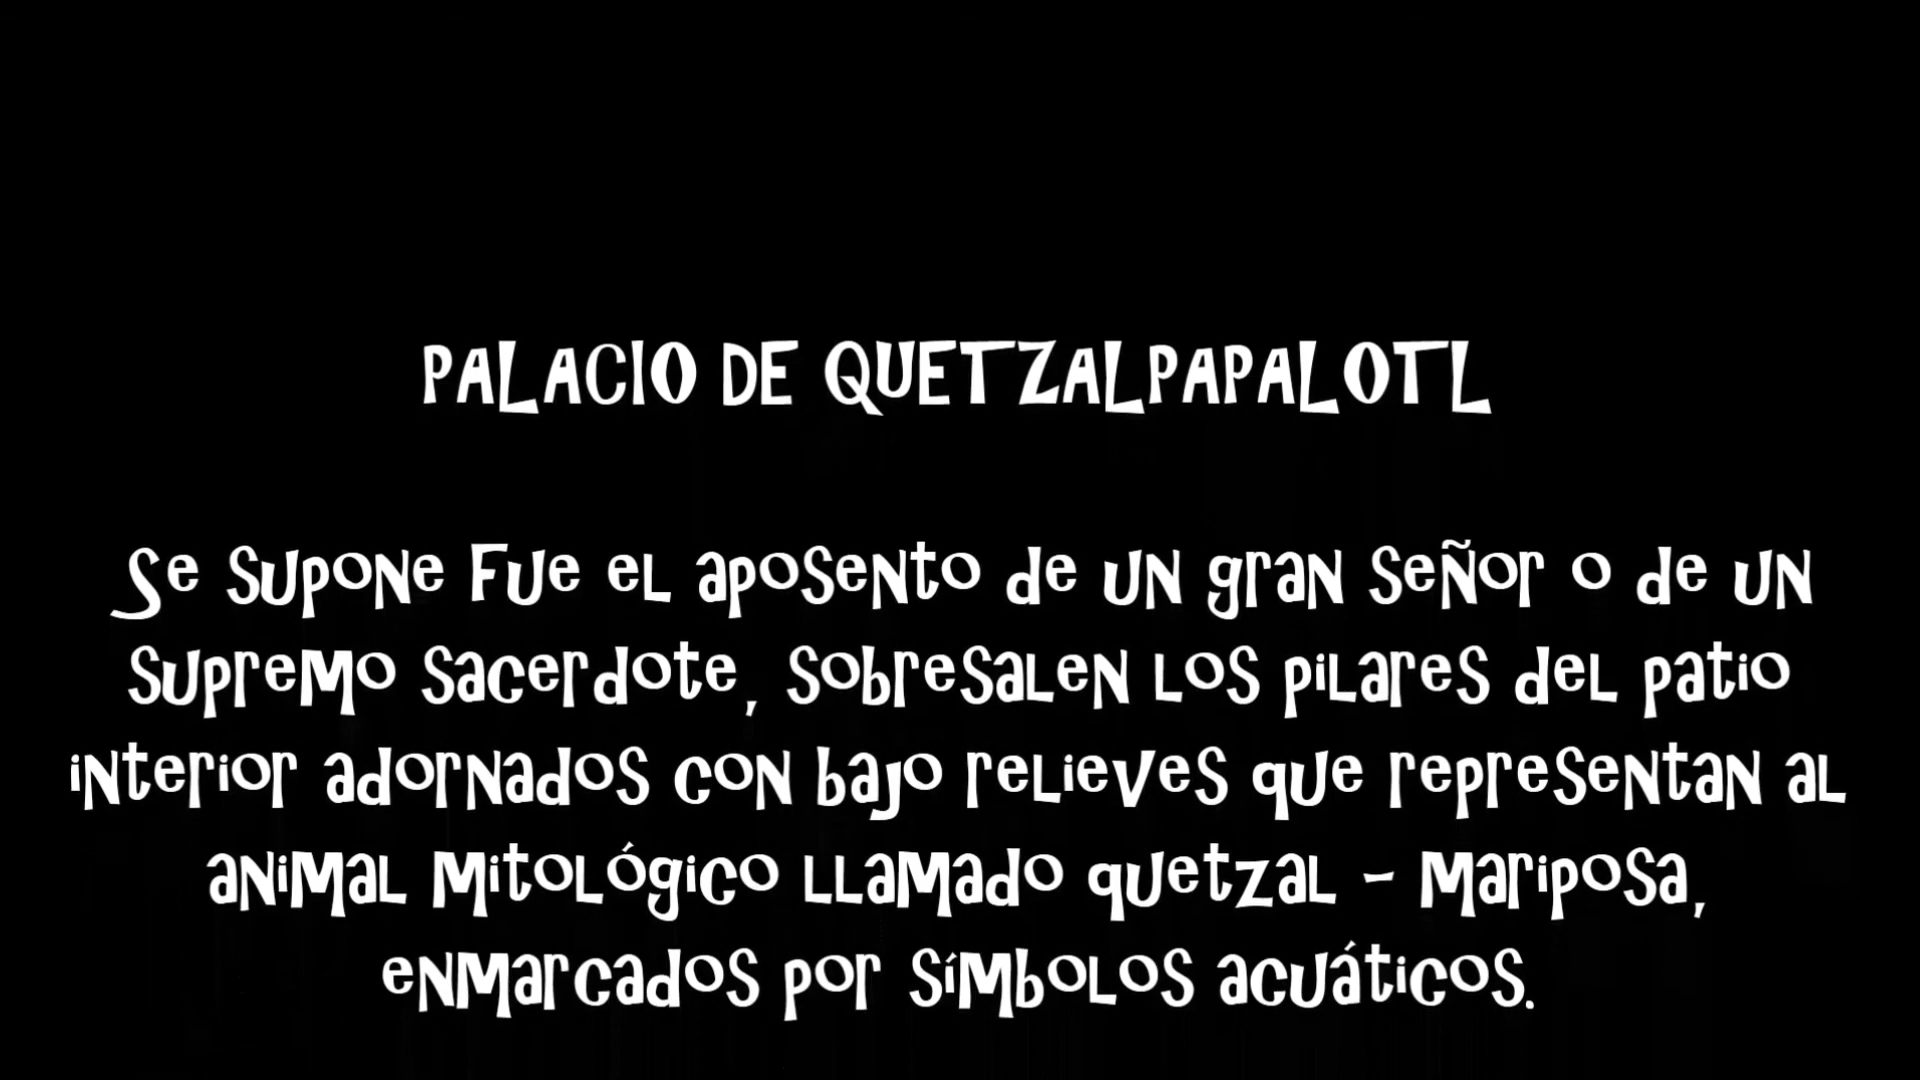 PALACIO DE QUETZALPAPALOTL
Se supone fue el aposento de un gran señor o de un
supremo sacerdote, sobresalen los pilares del patio
interior adornados con bajo relieves que representan al
animal mitológico llamado quetzal - mariposa,
enmarcados por símbolos acuáticos.